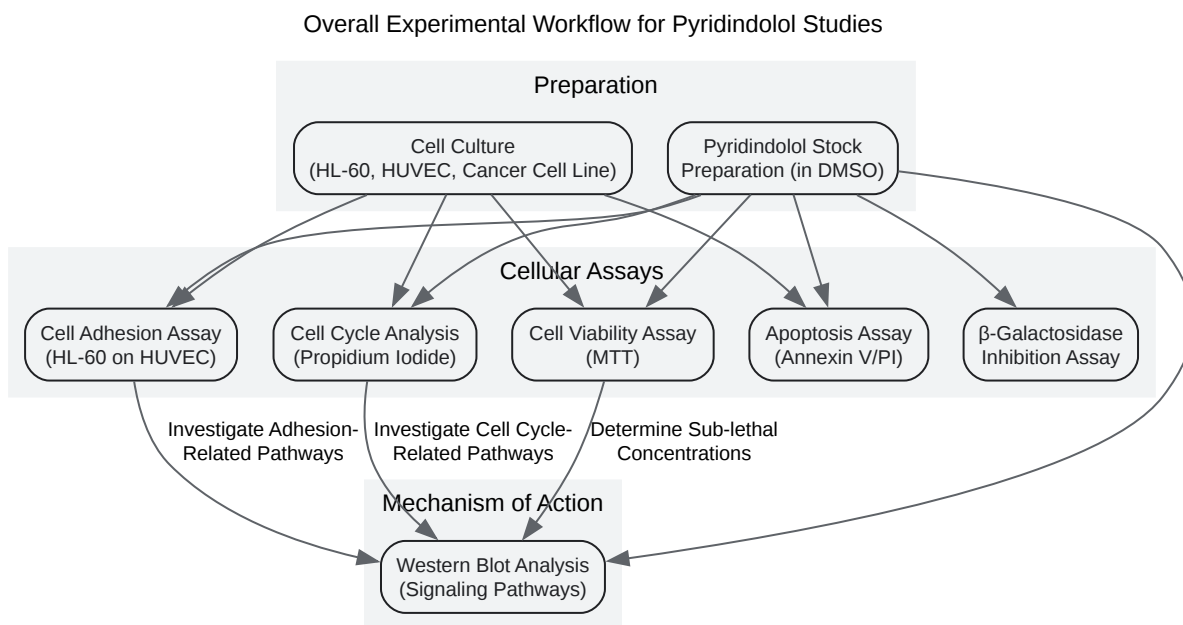 Overall Experimental Workflow for Pyridindolol Studies
Preparation
Cell Culture
(HL-60, HUVEC, Cancer Cell Line)
Pyridindolol Stock
Preparation (in DMSO)
Cellular Assays
Cell Adhesion Assay
(HL-60 on HUVEC)
Cell Cycle Analysis
(Propidium Iodide)
Cell Viability Assay
(MTT)
Apoptosis Assay
(Annexin V/PI)
β-Galactosidase
Inhibition Assay
Investigate Adhesion-
Related Pathways
Investigate Cell Cycle-
Related Pathways
Determine Sub-lethal
Concentrations
Mechanism of Action
Western Blot Analysis
(Signaling Pathways)